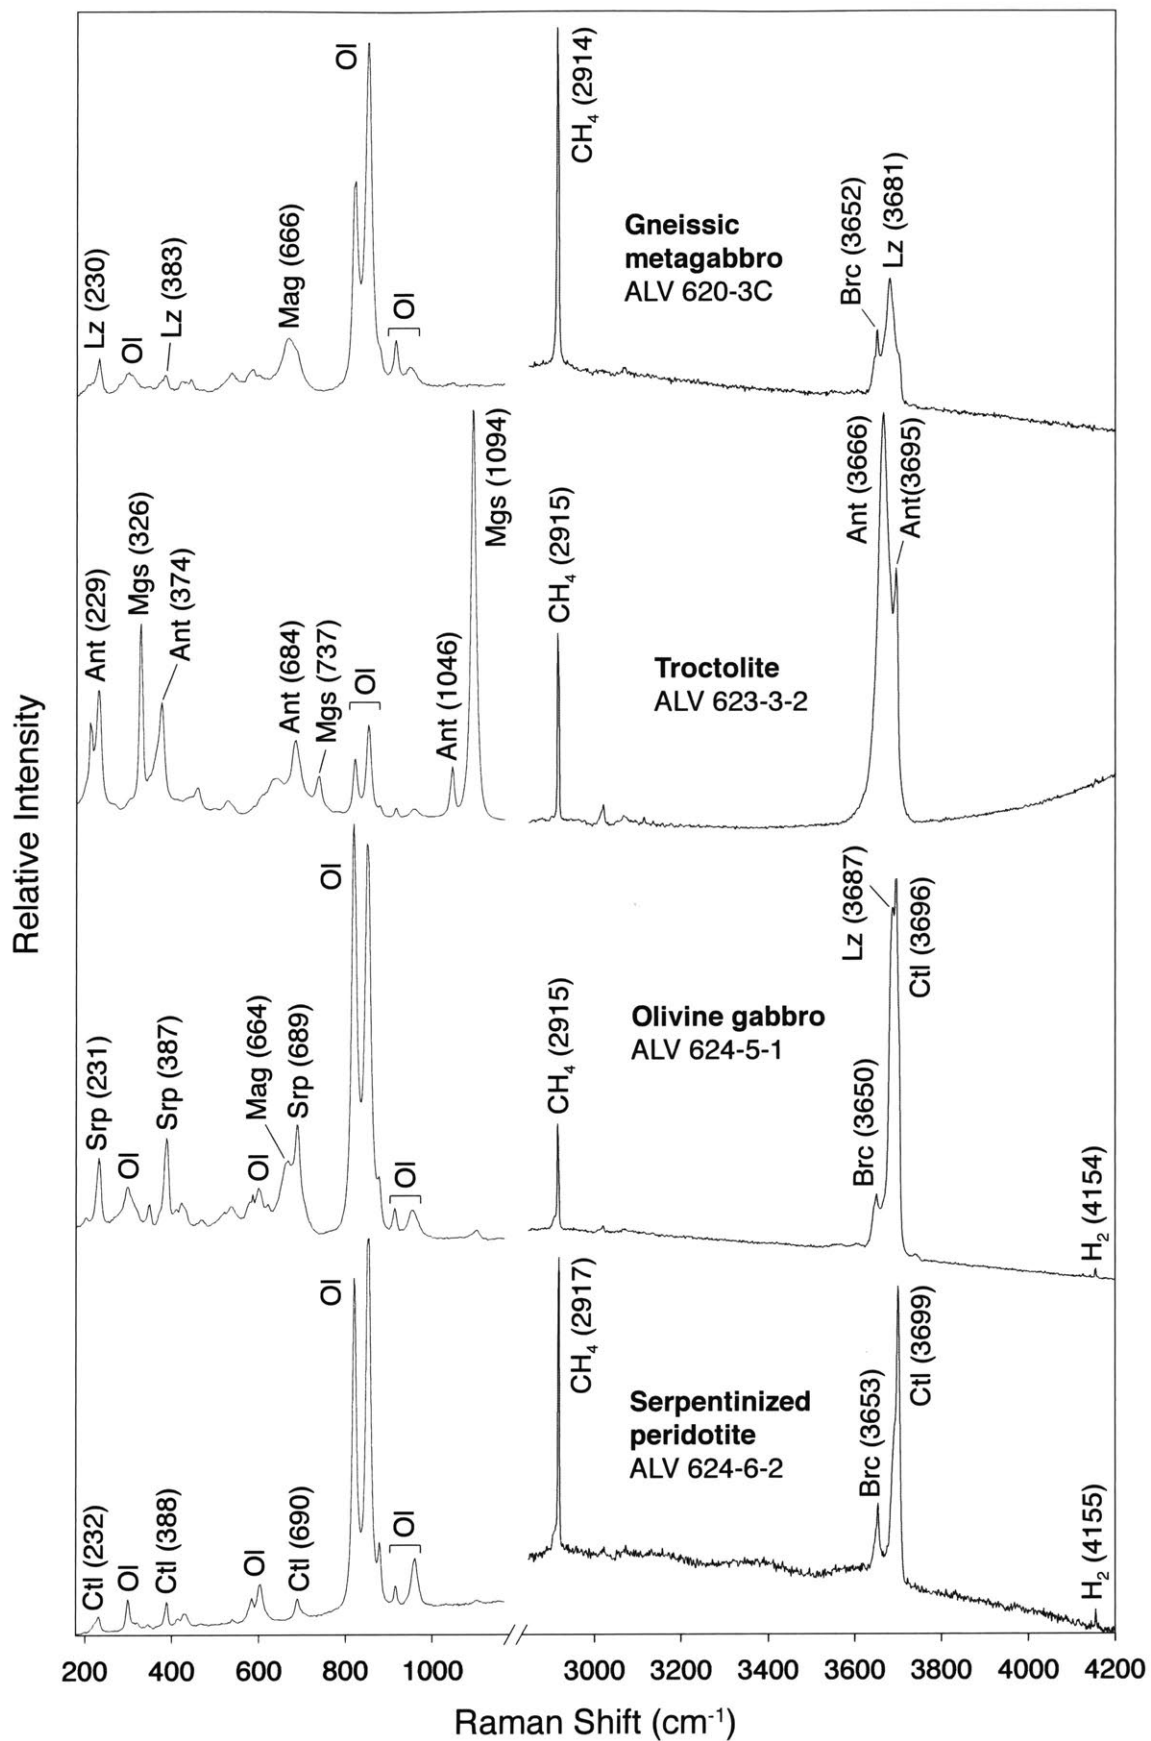 Ol
CH₄ (2914)
Gneissic
metagabbro
ALV 620-3C
Brc (3652)
Lz (3681)
Lz (230)
Ol
Lz (383)
Mag (666)
Ol
Ant (229)
Mgs (326)
Ant (374)
Ant (684)
Mgs (737)
Ol
Ant (1046)
Mgs (1094)
CH₄ (2915)
Troctolite
ALV 623-3-2
Ant (3666)
Ant(3695)
Srp (231)
Ol
Srp (387)
Ol
Mag (664)
Srp (689)
Ol
Ol
CH₄ (2915)
Olivine gabbro
ALV 624-5-1
Brc (3650)
Lz (3687)
Ctl (3696)
H₂ (4154)
Ctl (232)
Ol
Ctl (388)
Ol
Ctl (690)
Ol
Ol
CH₄ (2917)
Serpentinized
peridotite
ALV 624-6-2
Brc (3653)
Ctl (3699)
H₂ (4155)
Relative Intensity
200 400 600 800 1000 3000 3200 3400 3600 3800 4000 4200
Raman Shift (cm⁻¹)